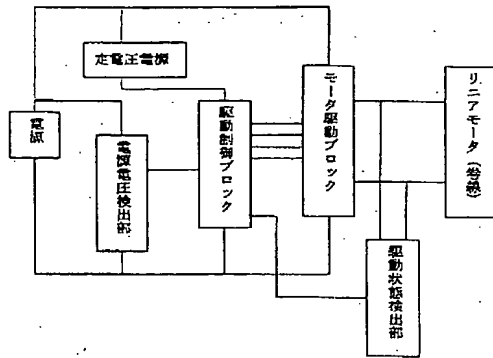 定電圧電源
電源
電源電圧検出部
駆動制御ブロック
モータ駆動ブロック
リニアモータ（巻線）
駆動状態検出部